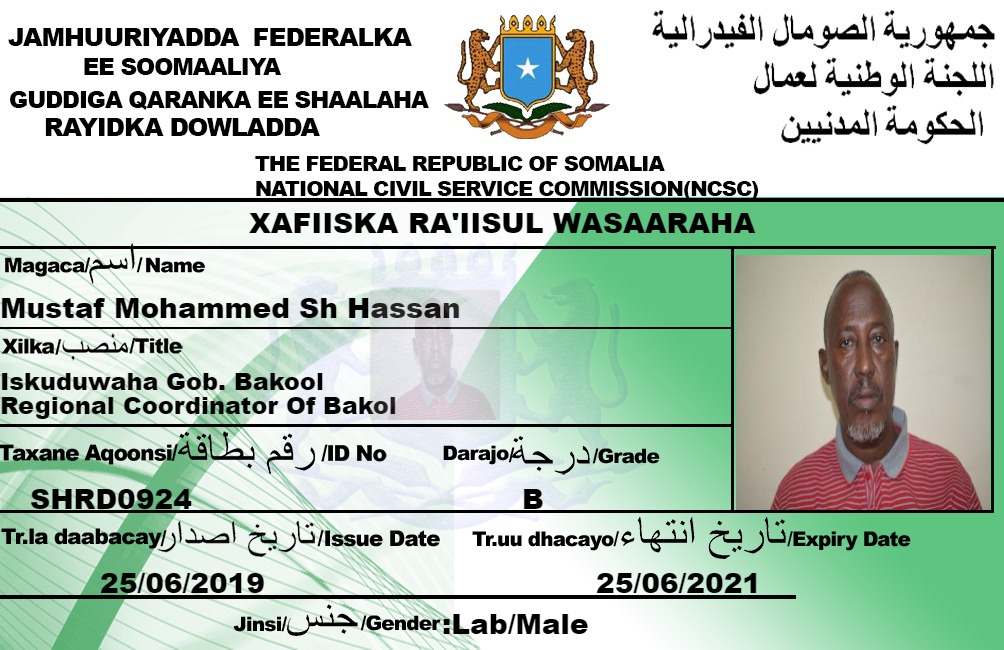 JAMHUURIYADDA FEDERALKA
EE SOOMAALIYA
GUDDIGA QARANKA EE SHAALAHA
RAYIDKA DOWLADDA
جمهورية الصومال الفيدرالية
اللجنة الوطنية لعمال
الحكومة المدنيين
THE FEDERAL REPUBLIC OF SOMALIA
NATIONAL CIVIL SERVICE COMMISSION(NCSC)
XAFIISKA RA'IISUL WASAARAHA
Magaca/اسم/Name
Mustaf Mohammed Sh Hassan
Xilka/منصب/Title
Iskuduwaha Gob. Bakool
Regional Coordinator Of Bakol
Taxane Aqoonsi/رقم بطاقة/ID No Darajo/درجة/Grade
SHRD0924 B
Tr.la daabacay/تاريخ اصدار/Issue Date Tr.uu dhacayo/تاريخ انتهاء/Expiry Date
25/06/2019 25/06/2021
Jinsi/جنس/Gender:Lab/Male